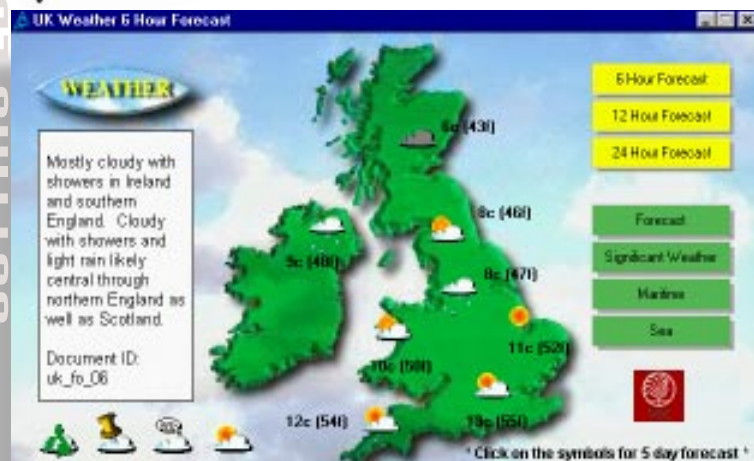 UK Weather 6 Hour Forecast
WEATHER
Mostly cloudy with
showers in Ireland
and southern
England. Cloudy
with showers and
light rain likely
central through
northern England as
well as Scotland.
Document ID:
uk_fo_06
6c (43f)
8c (46f)
9c (48f)
8c (47f)
11c (52f)
10c (50f)
12c (54f)
(55f)
6 Hour Forecast
12 Hour Forecast
24 Hour Forecast
Forecast
Significant Weather
Maritime
Sea
* Click on the symbols for 5 day forecast *